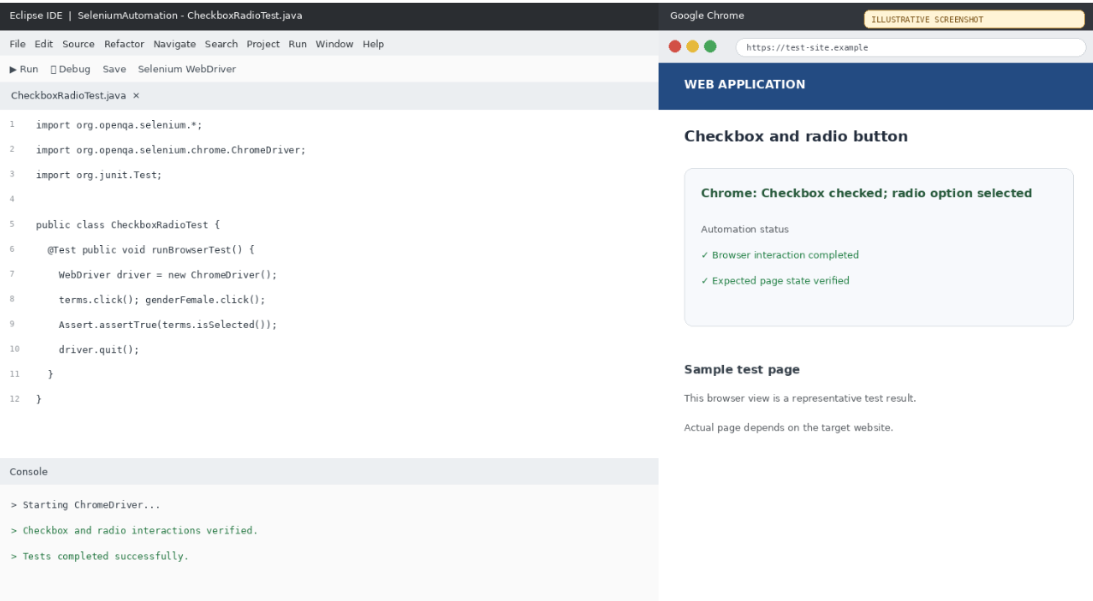 Eclipse IDE | SeleniumAutomation - CheckboxRadioTest.java
File Edit Source Refactor Navigate Search Project Run Window Help
▶ Run Debug Save Selenium WebDriver
CheckboxRadioTest.java ×
1 import org.openqa.selenium.*;
2 import org.openqa.selenium.chrome.ChromeDriver;
3 import org.junit.Test;
4
5 public class CheckboxRadioTest {
6 @Test public void runBrowserTest() {
7 WebDriver driver = new ChromeDriver();
8 terms.click(); genderFemale.click();
9 Assert.assertTrue(terms.isSelected());
10 driver.quit();
11 }
12 }
Console
> Starting ChromeDriver...
> Checkbox and radio interactions verified.
> Tests completed successfully.
Google Chrome
ILLUSTRATIVE SCREENSHOT
https://test-site.example
WEB APPLICATION
Checkbox and radio button
Chrome: Checkbox checked; radio option selected
Automation status
✓ Browser interaction completed
✓ Expected page state verified
Sample test page
This browser view is a representative test result.
Actual page depends on the target website.